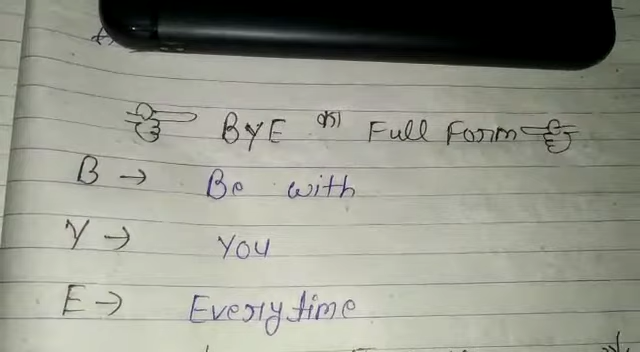 BYE का Full Form
B → Be with
Y → You
E → Everytime